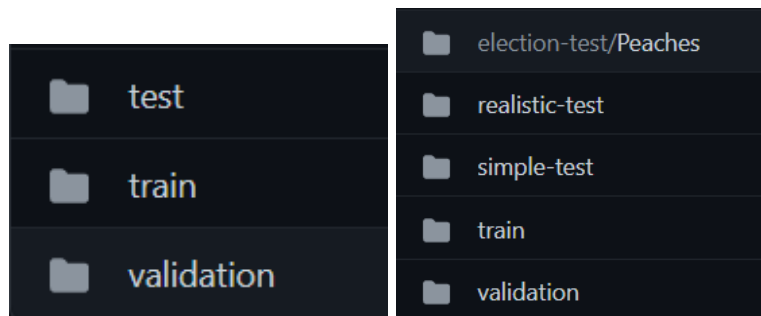 test
train
validation
election-test/Peaches
realistic-test
simple-test
train
validation